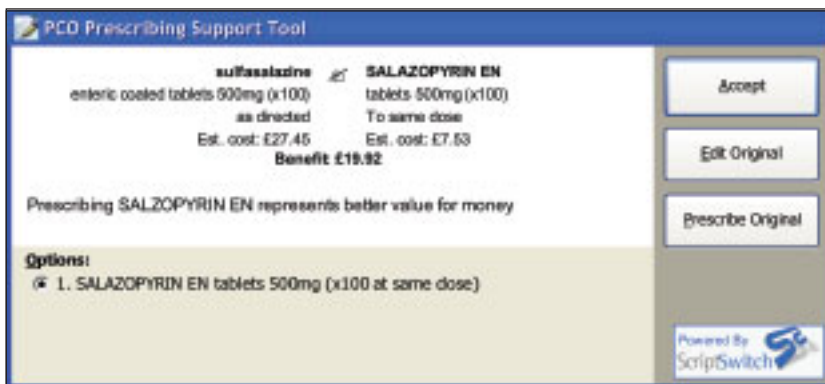 PCO Prescribing Support Tool
sulfasalazine SALAZOPYRIN EN
enteric coated tablets 500mg (x100) tablets 500mg (x100)
as directed To same dose
Est. cost: £27.45 Est. cost: £7.53
Benefit £19.92
Prescribing SALZOPYRIN EN represents better value for money
Options:
1. SALAZOPYRIN EN tablets 500mg (x100 at same dose)
Accept
Edit Original
Prescribe Original
Powered By
ScriptSwitch